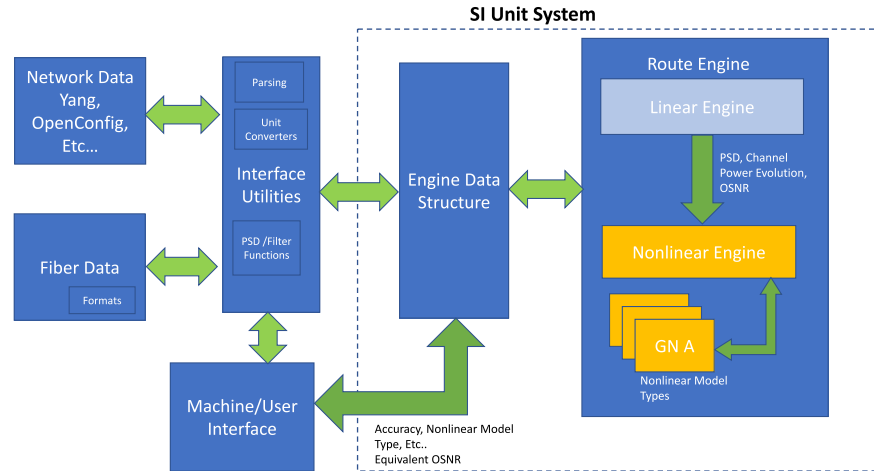 SI Unit System
Network Data
Yang,
OpenConfig,
Etc...
Fiber Data
Formats
Parsing
Unit
Converters
Interface
Utilities
PSD /Filter
Functions
Machine/User
Interface
Engine Data
Structure
Accuracy, Nonlinear Model
Type, Etc..
Equivalent OSNR
Route Engine
Linear Engine
PSD, Channel
Power Evolution,
OSNR
Nonlinear Engine
GN A
Nonlinear Model
Types